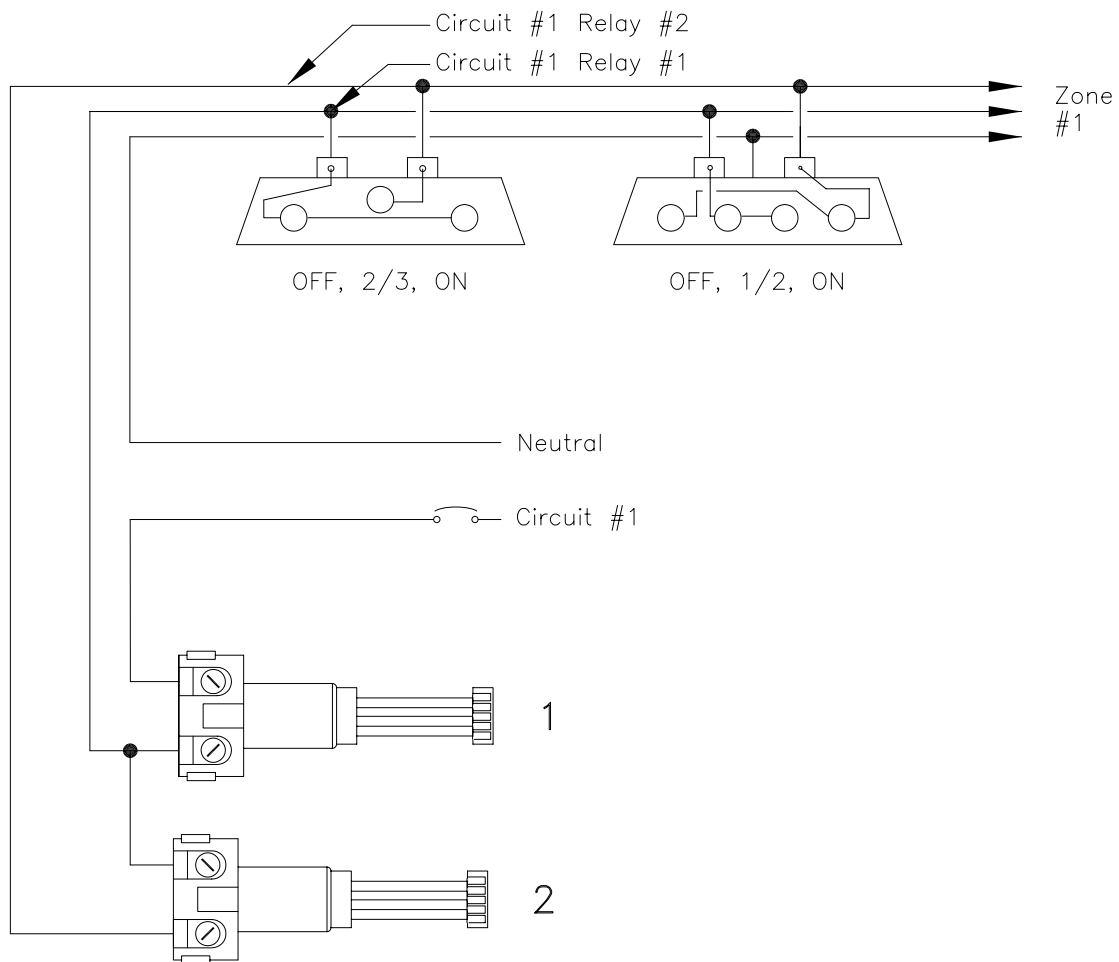 Circuit #1 Relay #2
Circuit #1 Relay #1
Zone
#1
OFF, 2/3, ON
OFF, 1/2, ON
Neutral
Circuit #1
1
2